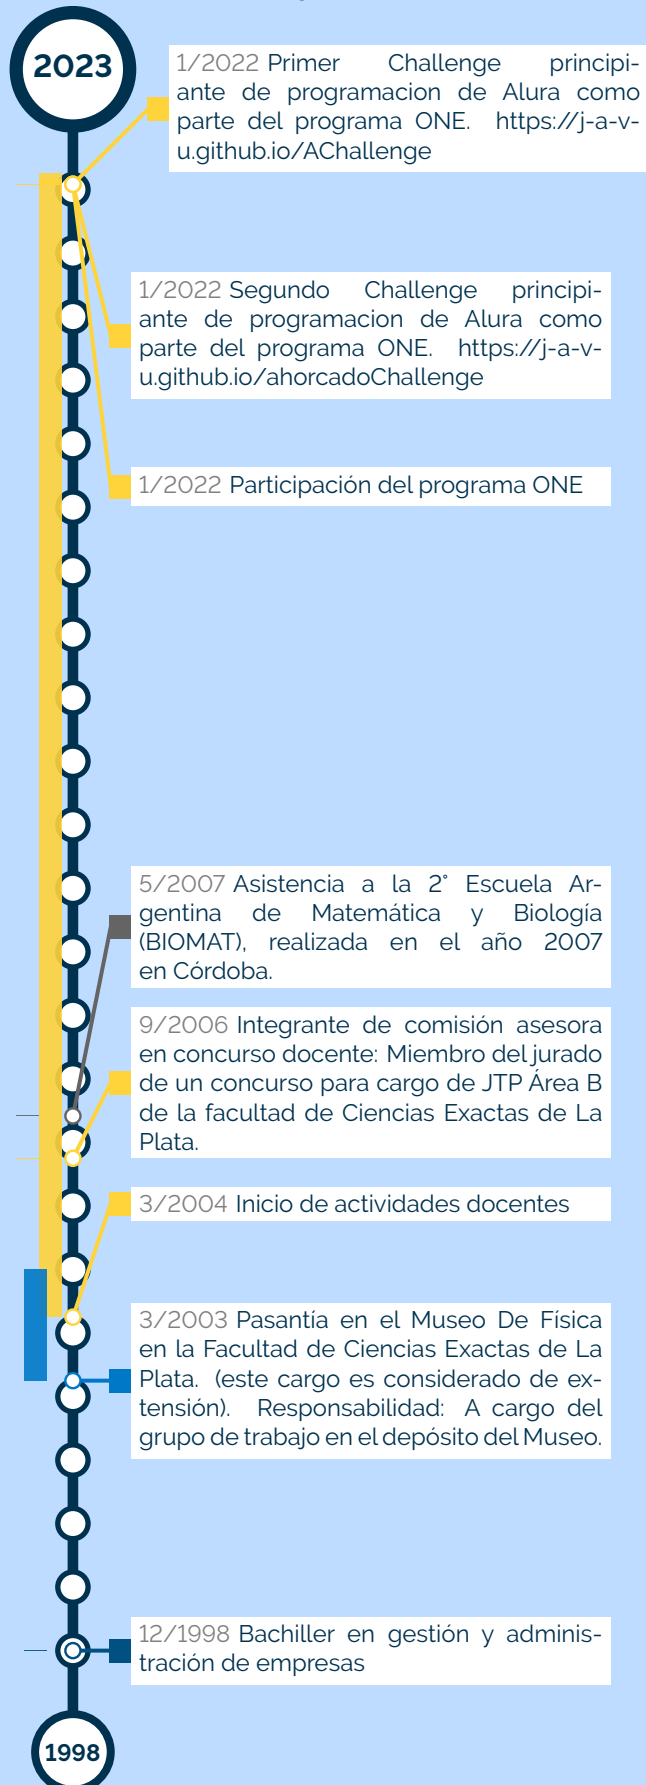 2023
1/2022 Primer Challenge principi-
ante de programacion de Alura como
parte del programa ONE. https://j-a-v-
u.github.io/AChallenge
1/2022 Segundo Challenge principi-
ante de programacion de Alura como
parte del programa ONE. https://j-a-v-
u.github.io/ahorcadoChallenge
1/2022 Participación del programa ONE
5/2007 Asistencia a la 2° Escuela Ar-
gentina de Matemática y Biología
(BIOMAT), realizada en el año 2007
en Córdoba.
9/2006 Integrante de comisión asesora
en concurso docente: Miembro del jurado
de un concurso para cargo de JTP Área B
de la facultad de Ciencias Exactas de La
Plata.
3/2004 Inicio de actividades docentes
3/2003 Pasantía en el Museo De Física
en la Facultad de Ciencias Exactas de La
Plata. (este cargo es considerado de ex-
tensión). Responsabilidad: A cargo del
grupo de trabajo en el depósito del Museo.
12/1998 Bachiller en gestión y adminis-
tración de empresas
1998